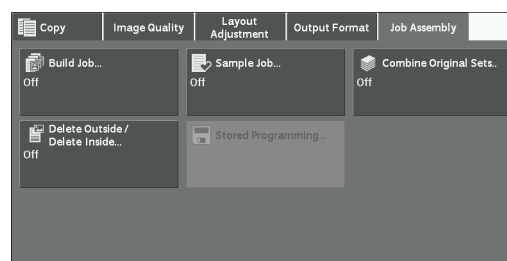 Copy
Image Quality
Layout
Adjustment
Output Format
Job Assembly
Build Job...
Off
Sample Job...
Off
Combine Original Sets..
Off
Delete Outside /
Delete Inside...
Off
Stored Programming...